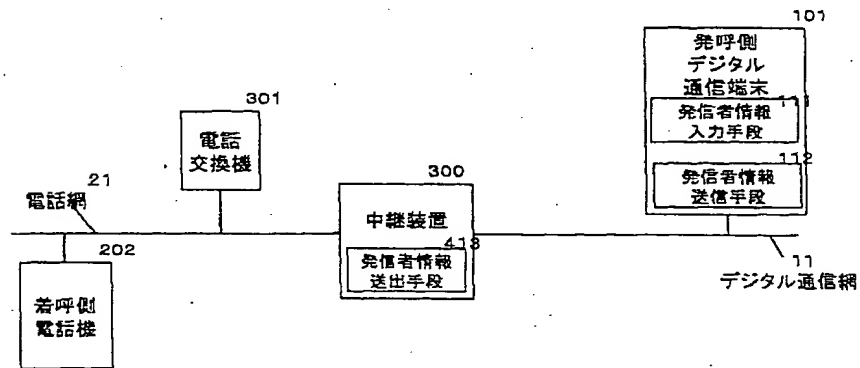 101
発呼側
デジタル
通信端末
111
発信者情報
入力手段
112
発信者情報
送信手段
301
電話
交換機
300
中継装置
413
発信者情報
送出手段
21
電話網
202
着呼側
電話機
11
デジタル通信網